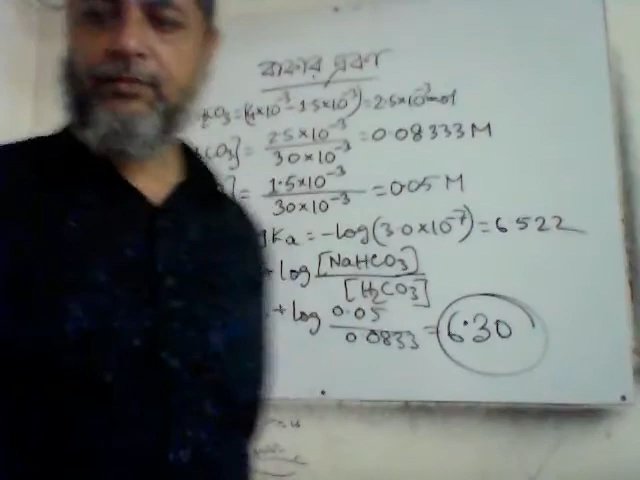 বাফার দ্রবণ
CO₃ = (4×10⁻³ - 1.5×10⁻³) = 2.5×10⁻³ mol
CO₃] = 2.5×10⁻³ / 30×10⁻³ = 0.08333 M
] = 1.5×10⁻³ / 30×10⁻³ = 0.05 M
Ka = -log(3.0×10⁻⁷) = 6.522
+ log [NaHCO₃] / [H₂CO₃]
+ log 0.05 / 0.0833 = 6.30